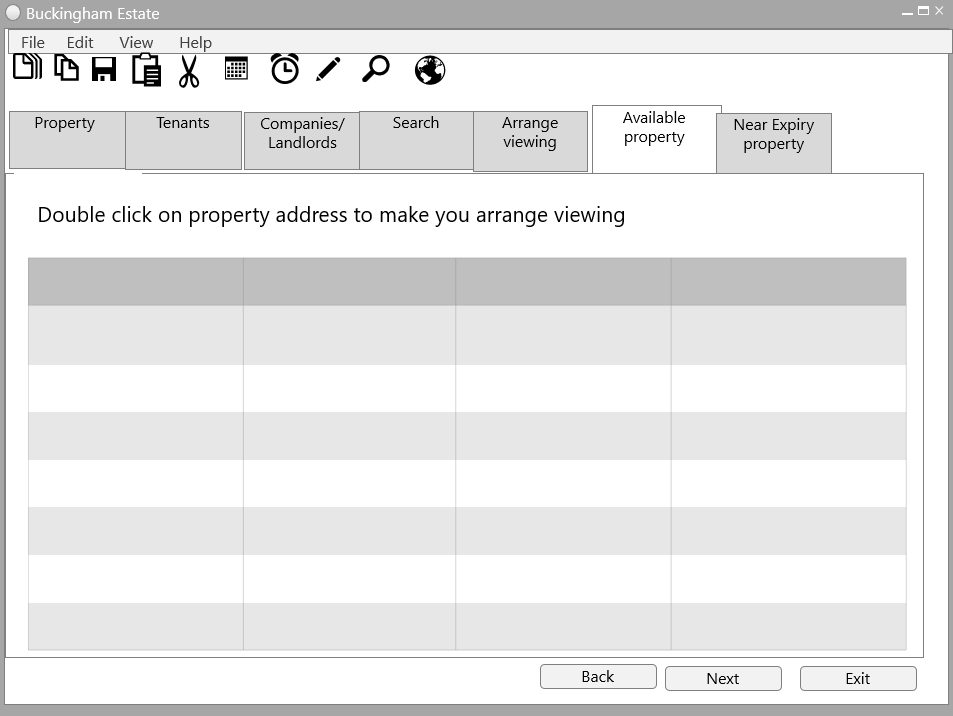 Buckingham Estate
File Edit View Help
Property
Tenants
Companies/
Landlords
Search
Arrange
viewing
Available
property
Near Expiry
property
Double click on property address to make you arrange viewing
Back
Next
Exit